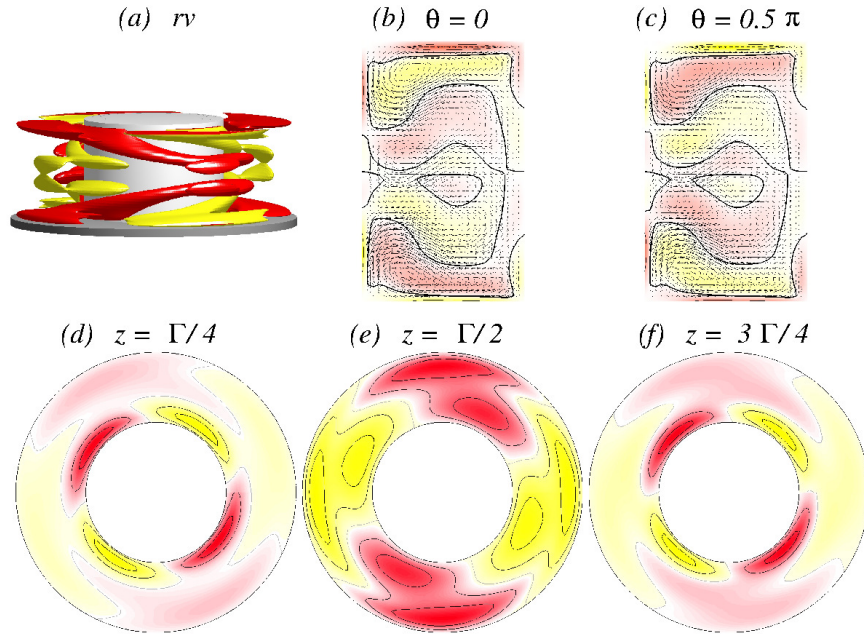 (a) rv
(b) θ = 0
(c) θ = 0.5 π
(d) z = Γ/4
(e) z = Γ/2
(f) z = 3 Γ/4